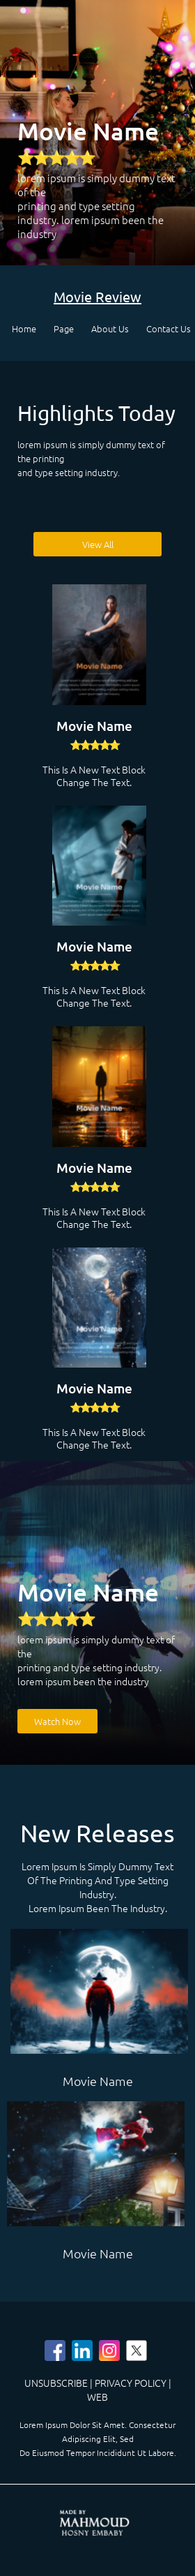 Movie Name
lorem ipsum is simply dummy text
of the
printing and type setting
industry. lorem ipsum been the
industry
Movie Review
Home Page About Us Contact Us
Highlights Today
lorem ipsum is simply dummy text of
the printing
and type setting industry.
View All
Movie Name
Movie Name
This Is A New Text Block
Change The Text.
Movie Name
Movie Name
This Is A New Text Block
Change The Text.
Movie Name
Movie Name
This Is A New Text Block
Change The Text.
Movie Name
Movie Name
This Is A New Text Block
Change The Text.
Movie Name
lorem ipsum is simply dummy text of
the
printing and type setting industry.
lorem ipsum been the industry
Watch Now
New Releases
Lorem Ipsum Is Simply Dummy Text
Of The Printing And Type Setting
Industry.
Lorem Ipsum Been The Industry.
Movie Name
Movie Name
UNSUBSCRIBE | PRIVACY POLICY |
WEB
Lorem Ipsum Dolor Sit Amet. Consectetur
Adipiscing Elit, Sed
Do Eiusmod Tempor Incididunt Ut Labore.
MADE BY
MAHMOUD
HOSNY EMBABY